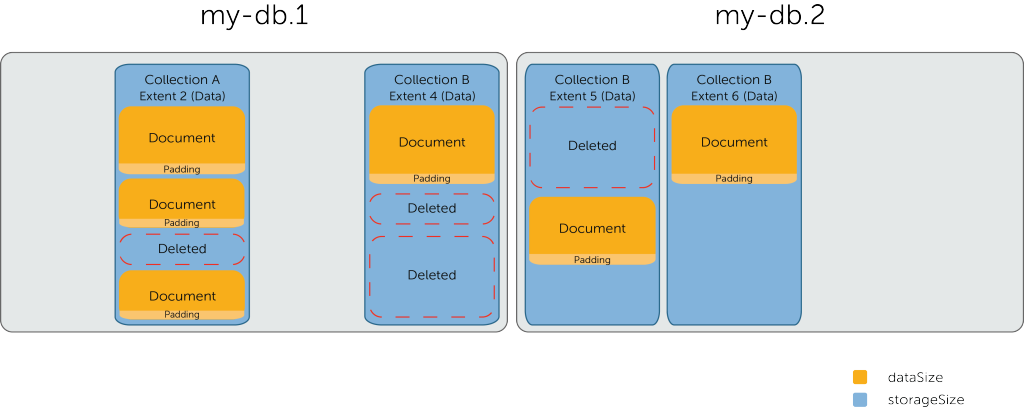 my-db.1
my-db.2
Collection A
Extent 2 (Data)
Document
Padding
Document
Padding
Deleted
Document
Padding
Collection B
Extent 4 (Data)
Document
Padding
Deleted
Deleted
Collection B
Extent 5 (Data)
Deleted
Document
Padding
Collection B
Extent 6 (Data)
Document
Padding
dataSize
storageSize